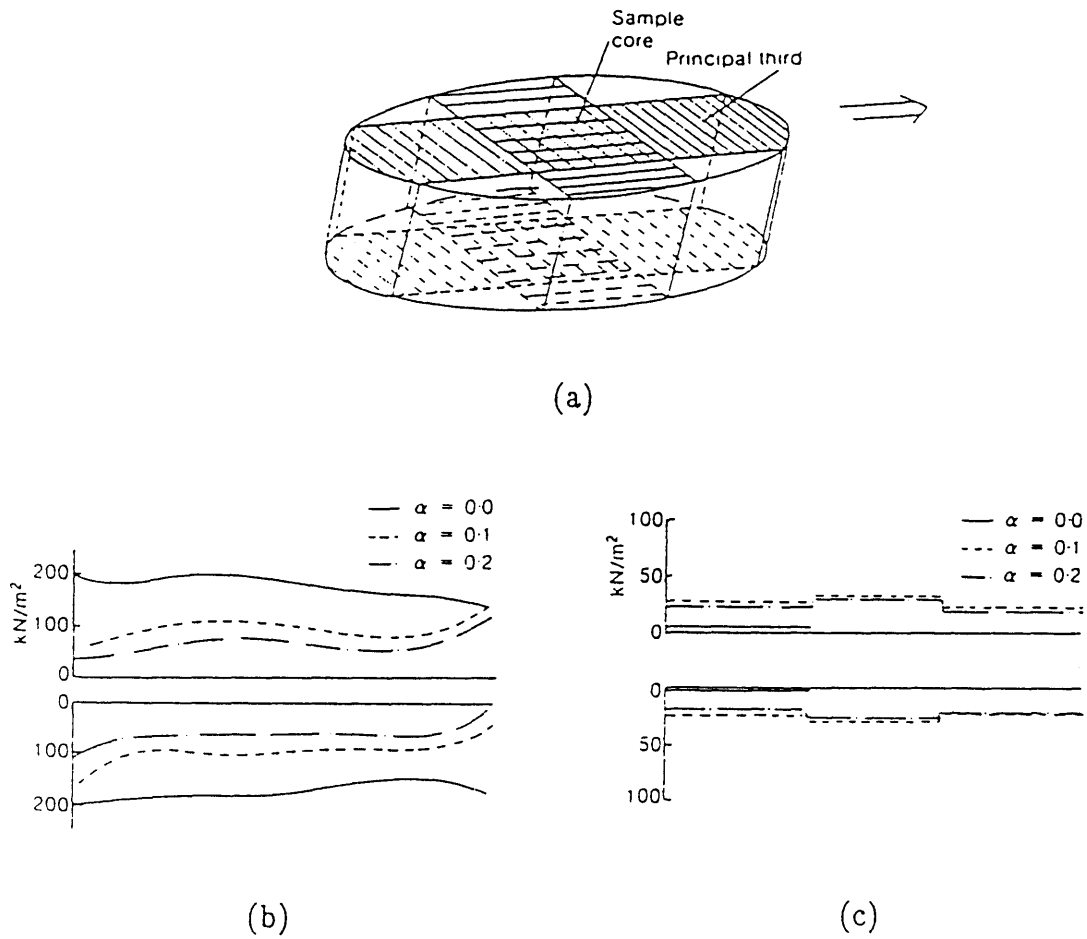 Sample
core
Principal third
(a)
α = 0·0
α = 0·1
α = 0·2
kN/m²
200
100
0
0
100
200
(b)
α = 0·0
α = 0·1
α = 0·2
kN/m²
100
50
0
0
50
100
(c)